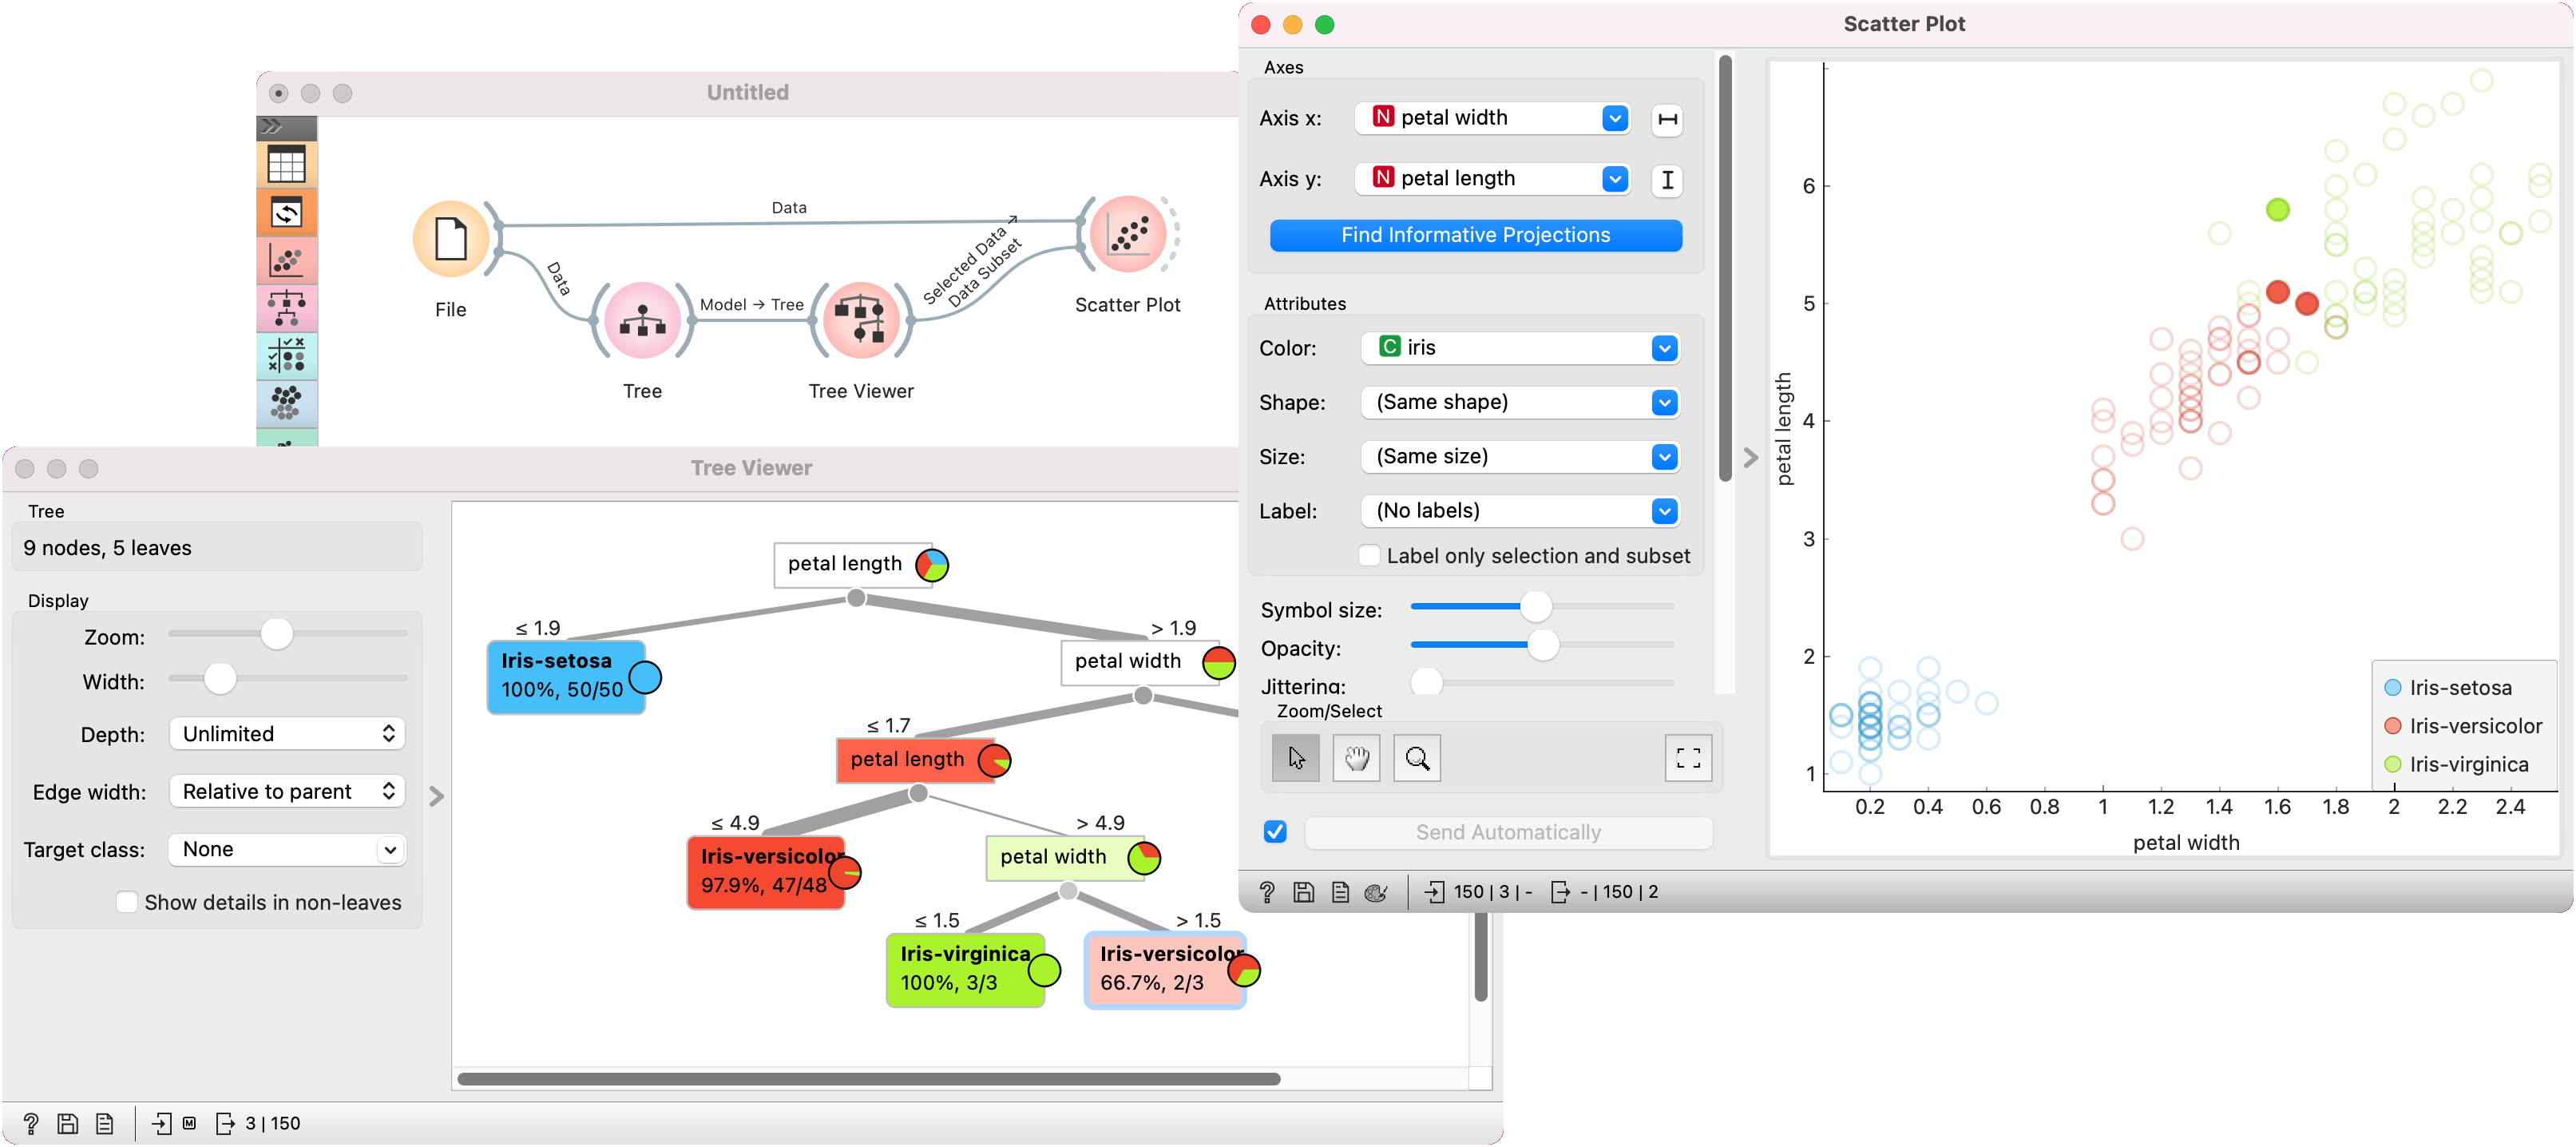 Untitled
Data
Data
Model → Tree
Selected Data →
Data Subset
File
Tree
Tree Viewer
Scatter Plot
Tree Viewer
Tree
9 nodes, 5 leaves
Display
Zoom:
Width:
Depth: Unlimited
Edge width: Relative to parent
Target class: None
Show details in non-leaves
petal length
≤ 1.9
> 1.9
Iris-setosa
100%, 50/50
petal width
≤ 1.7
petal length
≤ 4.9
> 4.9
Iris-versicolor
97.9%, 47/48
petal width
≤ 1.5
> 1.5
Iris-virginica
100%, 3/3
Iris-versicolor
66.7%, 2/3
? M 3 | 150
Scatter Plot
Axes
Axis x: N petal width
Axis y: N petal length
Find Informative Projections
Attributes
Color: C iris
Shape: (Same shape)
Size: (Same size)
Label: (No labels)
Label only selection and subset
Symbol size:
Opacity:
Jittering:
Zoom/Select
Send Automatically
? 150 | 3 | - - | 150 | 2
petal length
6
5
4
3
2
1
0.2 0.4 0.6 0.8 1 1.2 1.4 1.6 1.8 2 2.2 2.4
petal width
Iris-setosa
Iris-versicolor
Iris-virginica